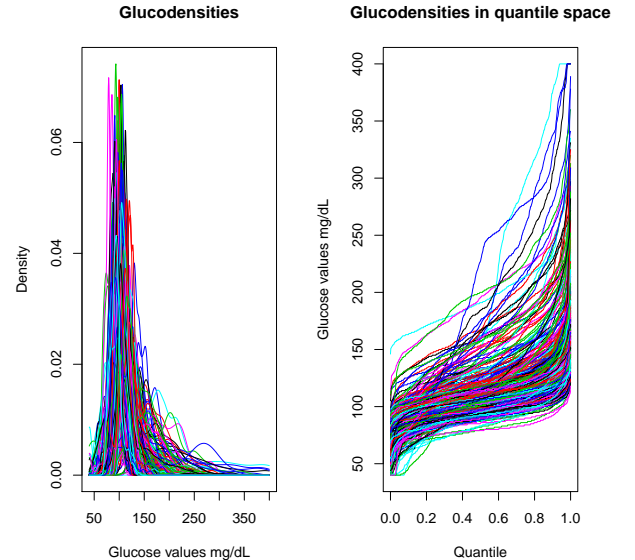 Glucodensities
Density
0.00 0.02 0.04 0.06
50 150 250 350
Glucose values mg/dL
Glucodensities in quantile space
Glucose values mg/dL
50 100 150 200 250 300 350 400
0.0 0.2 0.4 0.6 0.8 1.0
Quantile